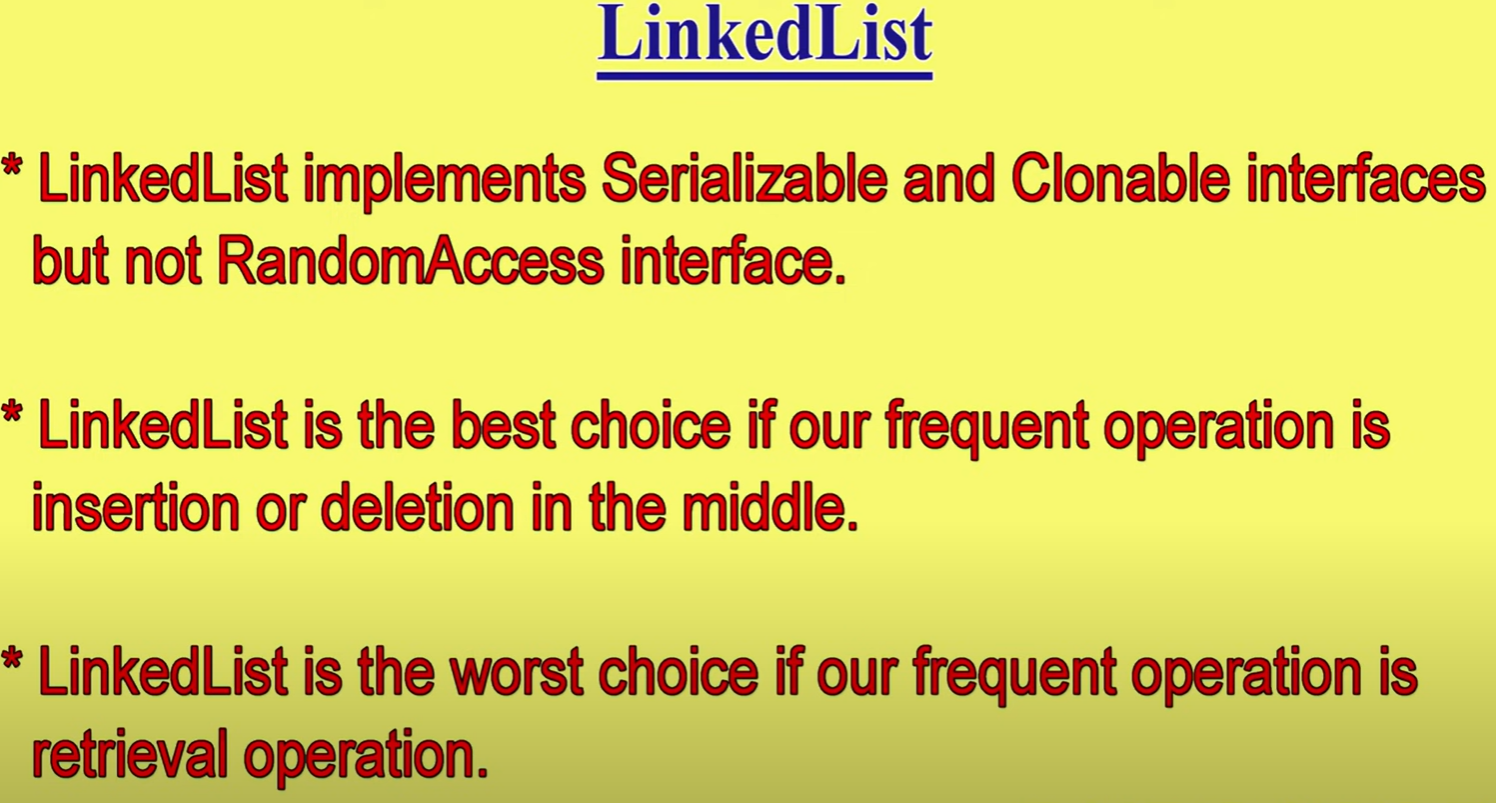 LinkedList
* LinkedList implements Serializable and Clonable interfaces
but not RandomAccess interface.
* LinkedList is the best choice if our frequent operation is
insertion or deletion in the middle.
* LinkedList is the worst choice if our frequent operation is
retrieval operation.